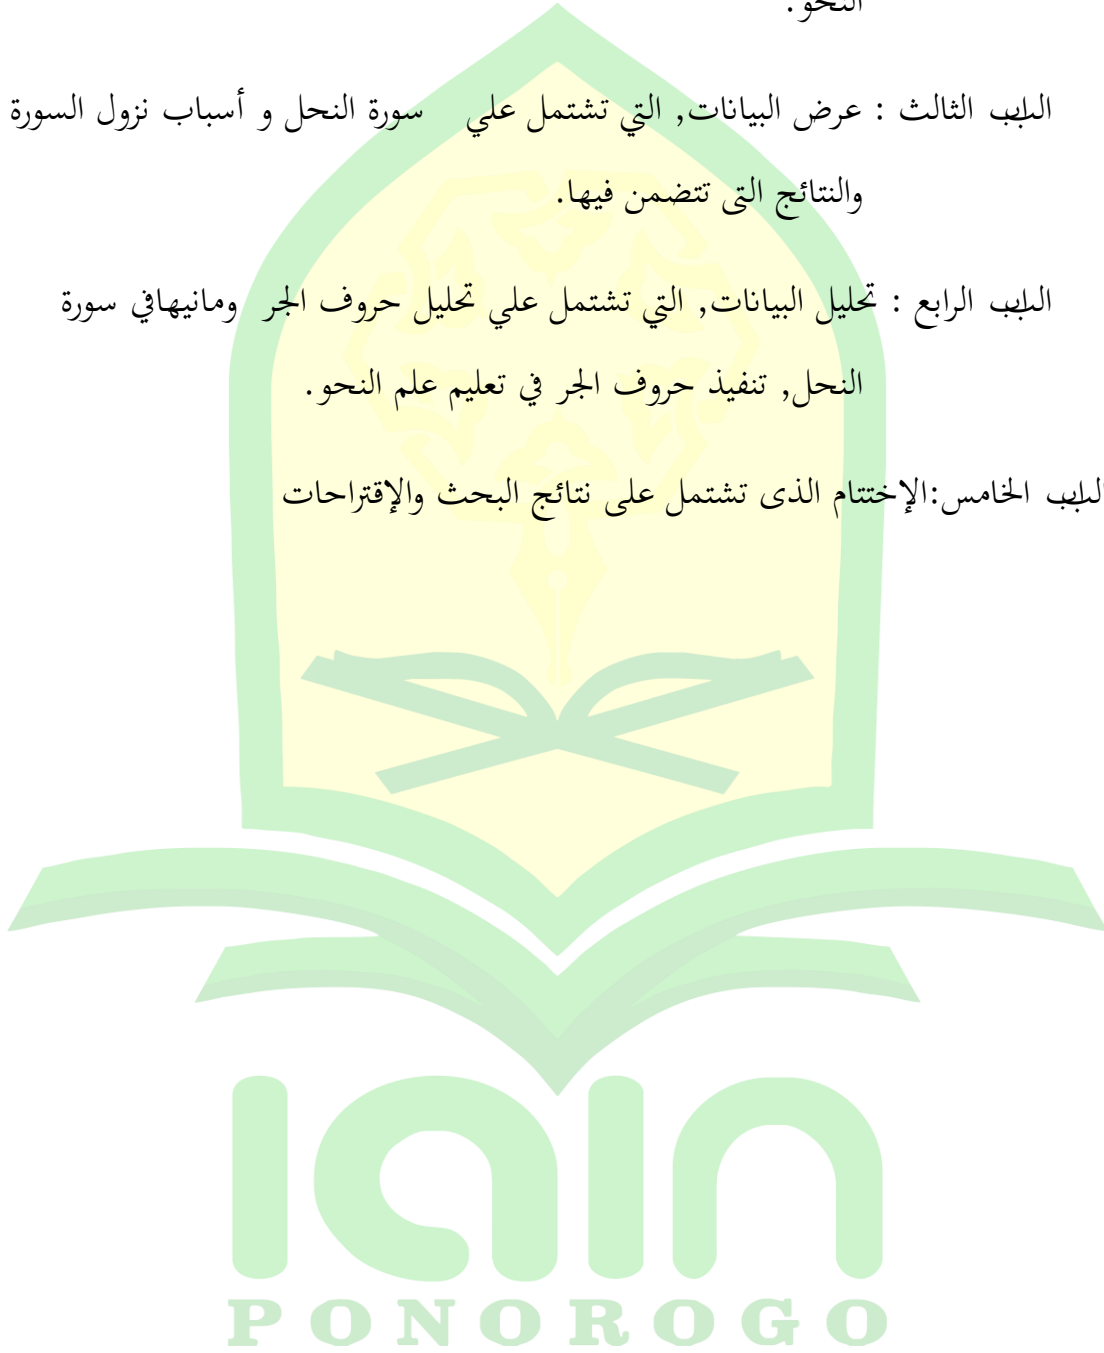 النحو.
الباب الثالث : عرض البيانات, التي تشتمل علي سورة النحل و أسباب نزول السورة
والنتائج التى تتضمن فيها.
الباب الرابع : تحليل البيانات, التي تشتمل علي تحليل حروف الجر ومانيهافي سورة
النحل, تنفيذ حروف الجر في تعليم علم النحو.
الباب الخامس:الإختتام الذى تشتمل على نتائج البحث والإقتراحات
iain
PONOROGO